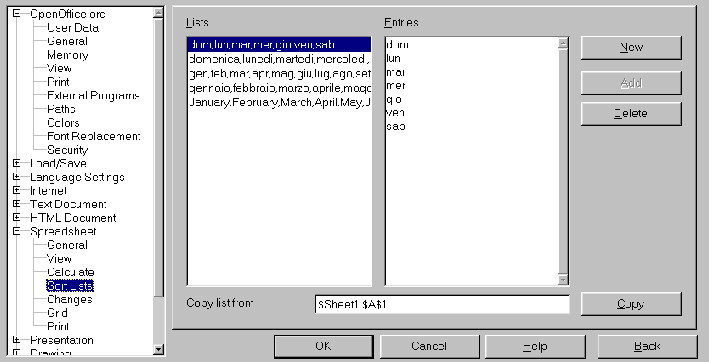 OpenOffice.org
User Data
General
Memory
View
Print
External Programs
Paths
Colors
Font Replacement
Security
Load/Save
Language Settings
Internet
Text Document
HTML Document
Spreadsheet
General
View
Calculate
Sort Lists
Changes
Grid
Print
Presentation
Drawing
Lists
dom,lun,mar,mer,gio,ven,sab
domenica,lunedì,martedì,mercoledì,
gen,feb,mar,apr,mag,giu,lug,ago,set
gennaio,febbraio,marzo,aprile,magg
January,February,March,April,May,J
Entries
dom
lun
mar
mer
gio
ven
sab
New
Add
Delete
Copy list from
$Sheet1.$A$1
Copy
OK
Cancel
Help
Back